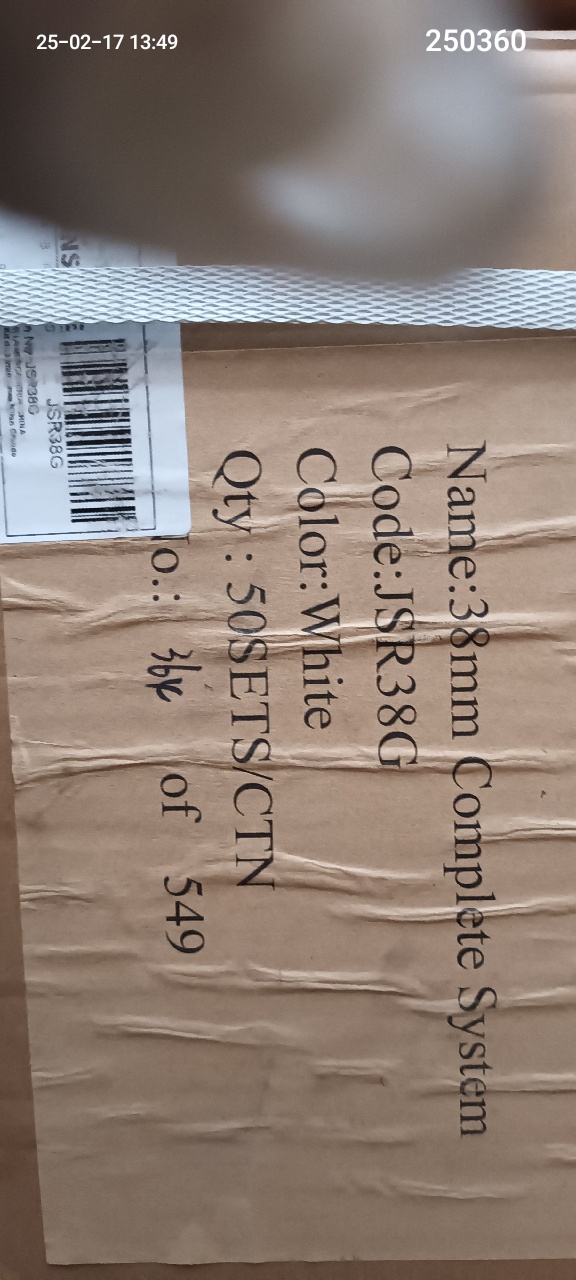 25-02-17 13:49
250360
Name:38mm Complete System
Code:JSR38G
Color:White
Qty : 50SETS/CTN
o.: of 549
JSR38G
JSR38G